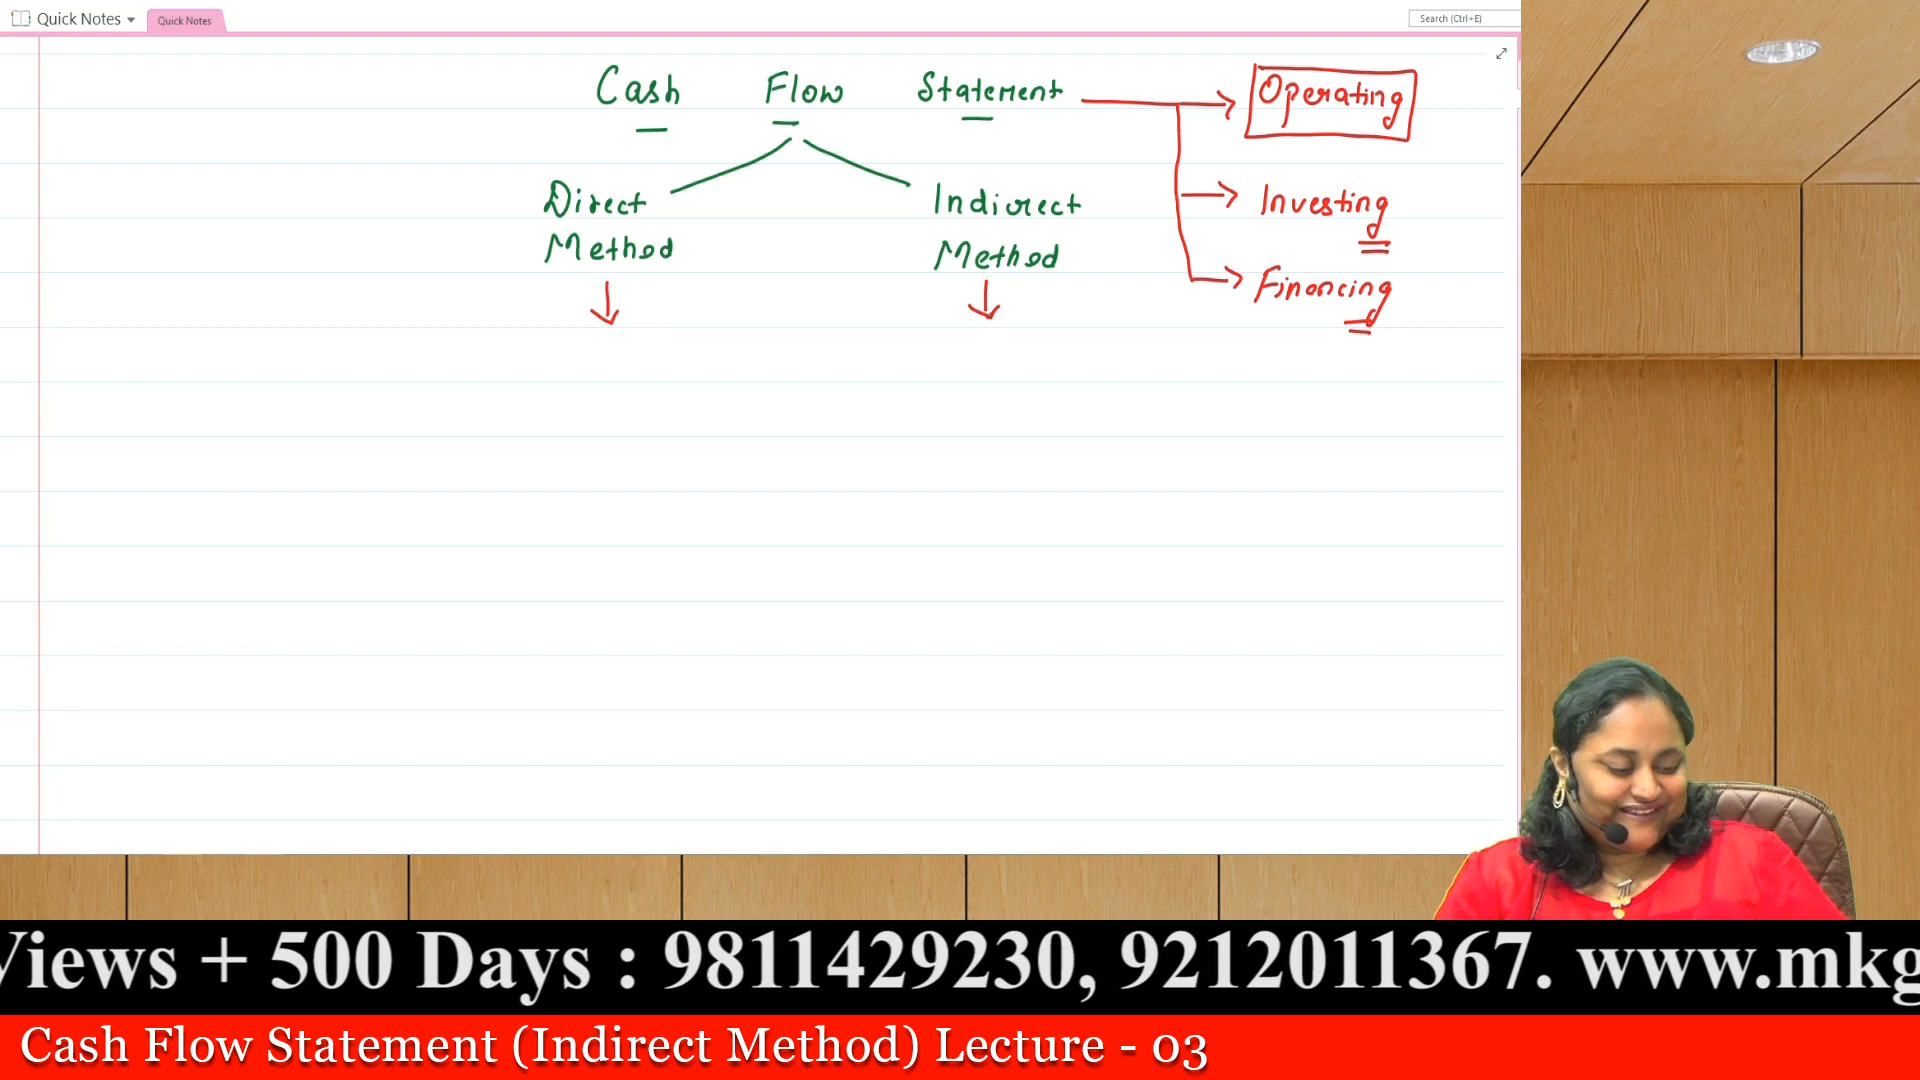 Quick Notes
Quick Notes
Search (Ctrl+E)
Cash Flow Statement
Operating
Direct Method
Indirect Method
Investing
Financing
Views + 500 Days : 9811429230, 9212011367. www.mkg
Cash Flow Statement (Indirect Method) Lecture - 03